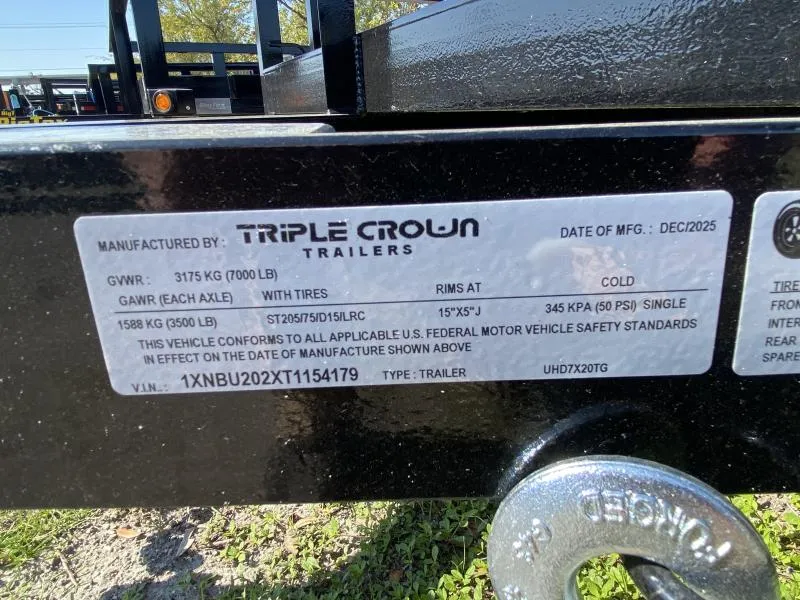 MANUFACTURED BY : TRIPLE CROWN TRAILERS DATE OF MFG. : DEC/2025
GVWR : 3175 KG (7000 LB)
GAWR (EACH AXLE) WITH TIRES RIMS AT COLD
1588 KG (3500 LB) ST205/75/D15/LRC 15"X5"J 345 KPA (50 PSI) SINGLE
THIS VEHICLE CONFORMS TO ALL APPLICABLE U.S. FEDERAL MOTOR VEHICLE SAFETY STANDARDS
IN EFFECT ON THE DATE OF MANUFACTURE SHOWN ABOVE
V.I.N.: 1XNBU202XT1154179 TYPE : TRAILER UHD7X20TG
TIRE
FRON
INTER
REAR
SPARE
FORGED